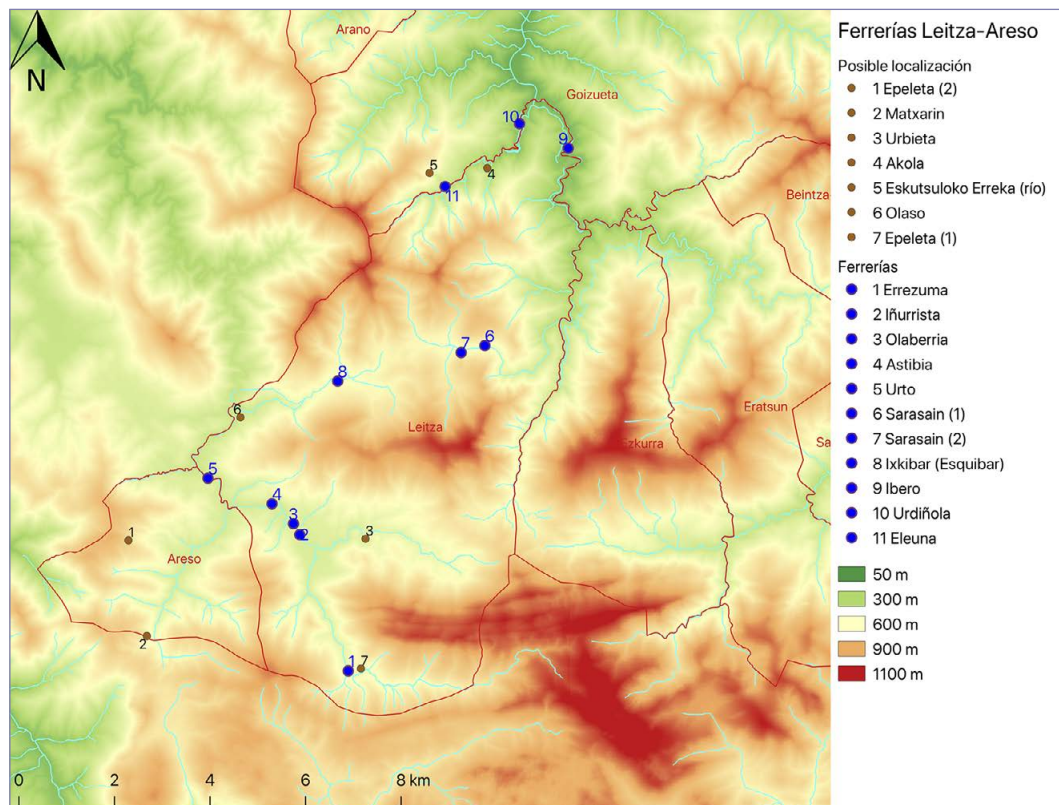 Ferrerías Leitza-Areso
Posible localización
1 Epeleta (2)
2 Matxarin
3 Urbieta
4 Akola
5 Eskutsuloko Erreka (río)
6 Olaso
7 Epeleta (1)
Ferrerías
1 Errezuma
2 Iñurrista
3 Olaberria
4 Astibia
5 Urto
6 Sarasain (1)
7 Sarasain (2)
8 Ixkibar (Esquibar)
9 Ibero
10 Urdiñola
11 Eleuna
50 m
300 m
600 m
900 m
1100 m
N
Arano
Goizueta
10
9
5
4
11
Beintza-
6
7
8
6
Leitza
Eratsun
zkurra
Sa
5
4
3
2
3
1
Areso
2
1
7
0 2 4 6 8 km